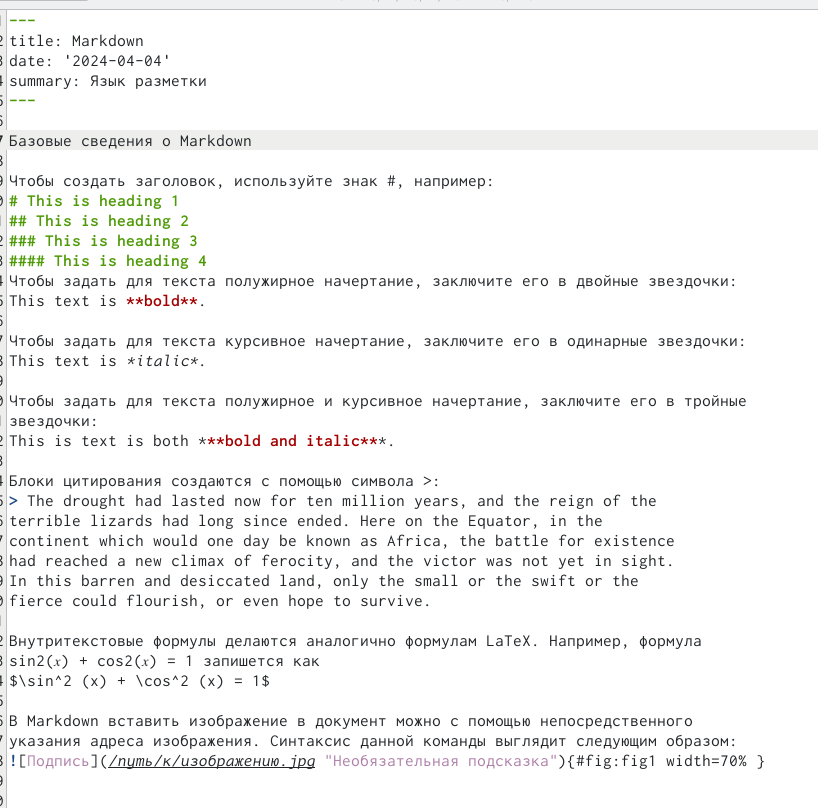 ---
title: Markdown
date: '2024-04-04'
summary: Язык разметки
---
Базовые сведения о Markdown
Чтобы создать заголовок, используйте знак #, например:
# This is heading 1
## This is heading 2
### This is heading 3
#### This is heading 4
Чтобы задать для текста полужирное начертание, заключите его в двойные звездочки:
This text is **bold**.
Чтобы задать для текста курсивное начертание, заключите его в одинарные звездочки:
This text is *italic*.
Чтобы задать для текста полужирное и курсивное начертание, заключите его в тройные
звездочки:
This is text is both ***bold and italic***.
Блоки цитирования создаются с помощью символа >:
> The drought had lasted now for ten million years, and the reign of the
terrible lizards had long since ended. Here on the Equator, in the
continent which would one day be known as Africa, the battle for existence
had reached a new climax of ferocity, and the victor was not yet in sight.
In this barren and desiccated land, only the small or the swift or the
fierce could flourish, or even hope to survive.
Внутритекстовые формулы делаются аналогично формулам LaTeX. Например, формула
sin2(𝑥) + cos2(𝑥) = 1 запишется как
$\sin^2 (x) + \cos^2 (x) = 1$
В Markdown вставить изображение в документ можно с помощью непосредственного
указания адреса изображения. Синтаксис данной команды выглядит следующим образом:
![Подпись](/путь/к/изображению.jpg "Необязательная подсказка"){#fig:fig1 width=70% }